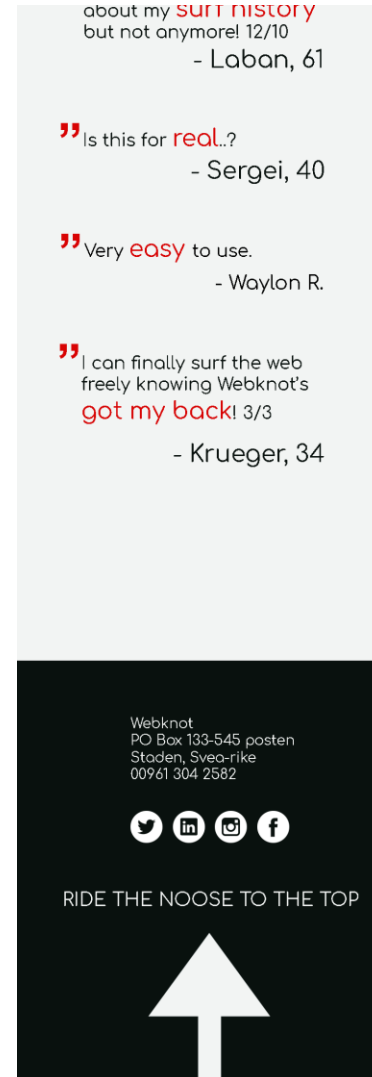 about my surf history
but not anymore! 12/10
- Laban, 61
” Is this for real..?
- Sergei, 40
” Very easy to use.
- Waylon R.
” I can finally surf the web
freely knowing Webknot's
got my back! 3/3
- Krueger, 34
Webknot
PO Box 133-545 posten
Staden, Svea-rike
00961 304 2582
RIDE THE NOOSE TO THE TOP